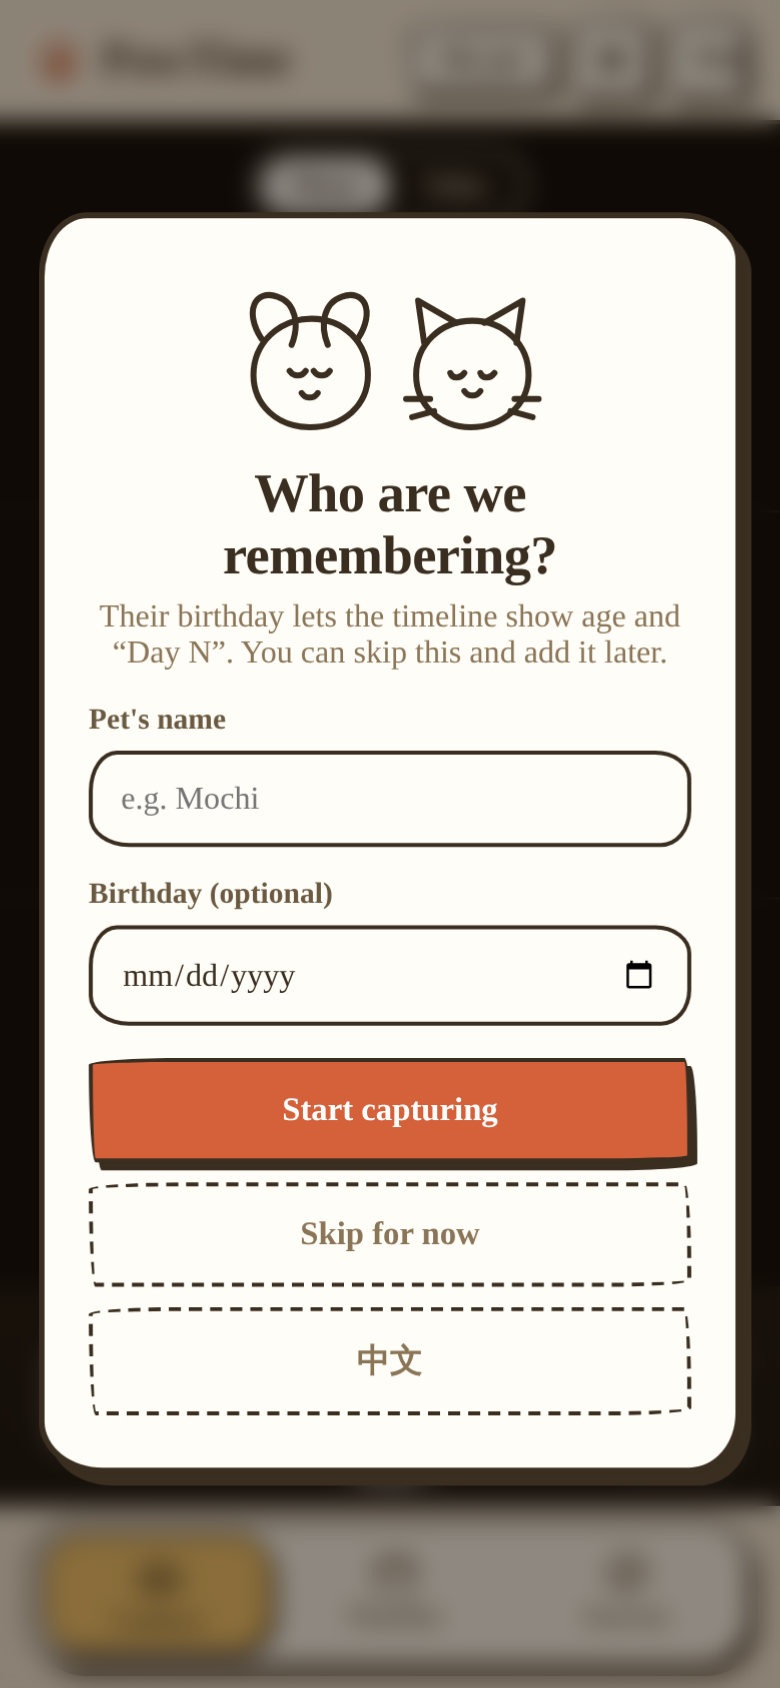 Who are we
remembering?
Their birthday lets the timeline show age and
“Day N”. You can skip this and add it later.
Pet's name
e.g. Mochi
Birthday (optional)
mm/dd/yyyy
Start capturing
Skip for now
中文